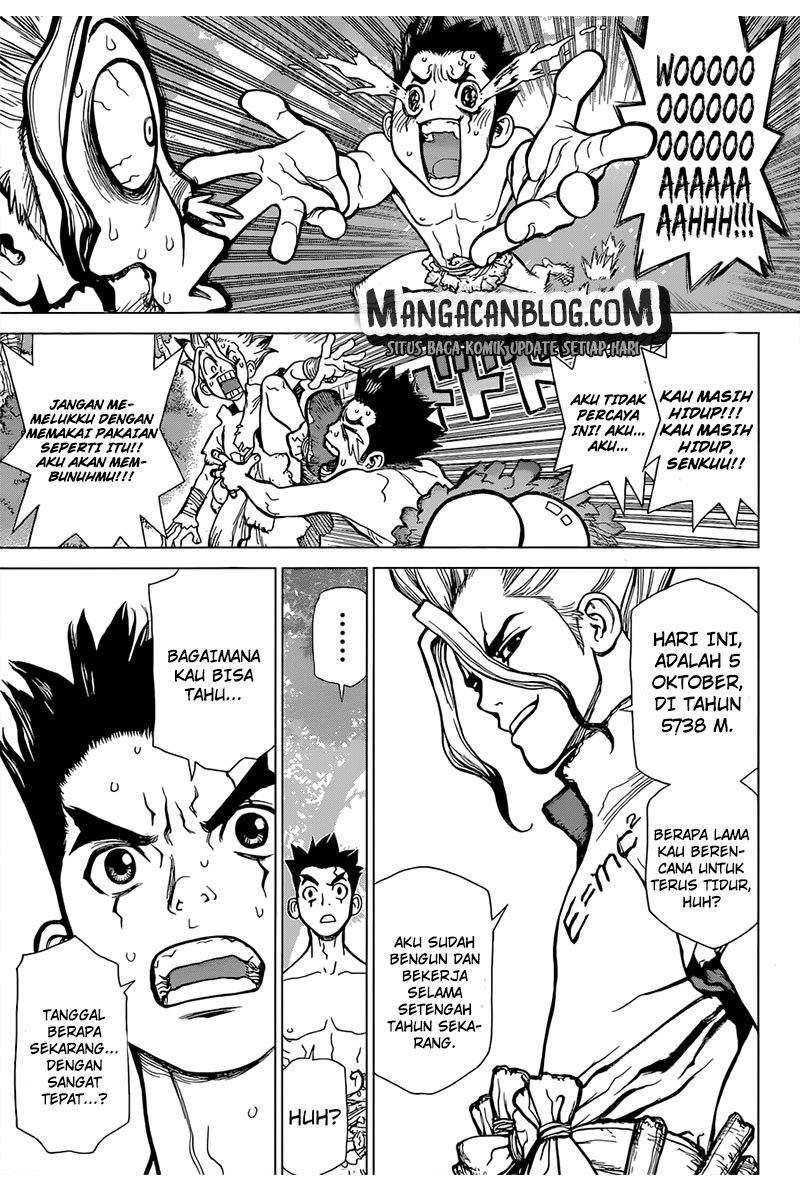 WOOOOO
OOOOOO
OOOOOO
AAAAAA
AAHHH!!!
MANGACANBLOG.COM
SITUS BACA KOMIK UPDATE SETIAP HARI
KAU MASIH
HIDUP!!!
KAU MASIH
HIDUP,
SENKUU!!
AKU TIDAK
PERCAYA
INI! AKU...
AKU...
JANGAN ME-
MELUKKU DENGAN
MEMAKAI PAKAIAN
SEPERTI ITU!!
AKU AKAN MEM-
BUNUHMU!!!
HARI INI,
ADALAH 5
OKTOBER,
DI TAHUN
5738 M.
BERAPA LAMA
KAU BEREN-
CANA UNTUK
TERUS TIDUR,
HUH?
E=mc²
AKU SUDAH
BENGUN DAN
BEKERJA
SELAMA
SETENGAH
TAHUN SEKA-
RANG.
......
HUH?
BAGAIMANA
KAU BISA
TAHU...
TANGGAL
BERAPA
SEKARANG...
DENGAN
SANGAT
TEPAT...?